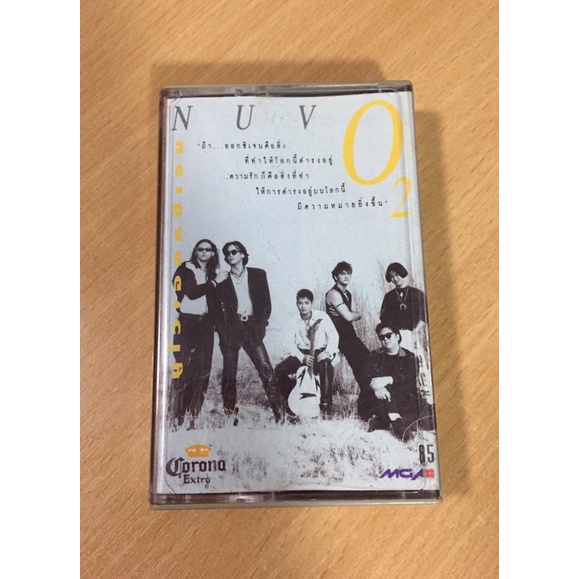 NUVO2
"ถ้า...ออกซิเจนคือสิ่ง
ที่ทำให้โลกนี้ดำรงอยู่
...ความรัก ก็คือสิ่งที่ทำ
ให้การดำรงอยู่บนโลกนี้
มีความหมายยิ่งขึ้น"
Corona
Extra
85
MGA